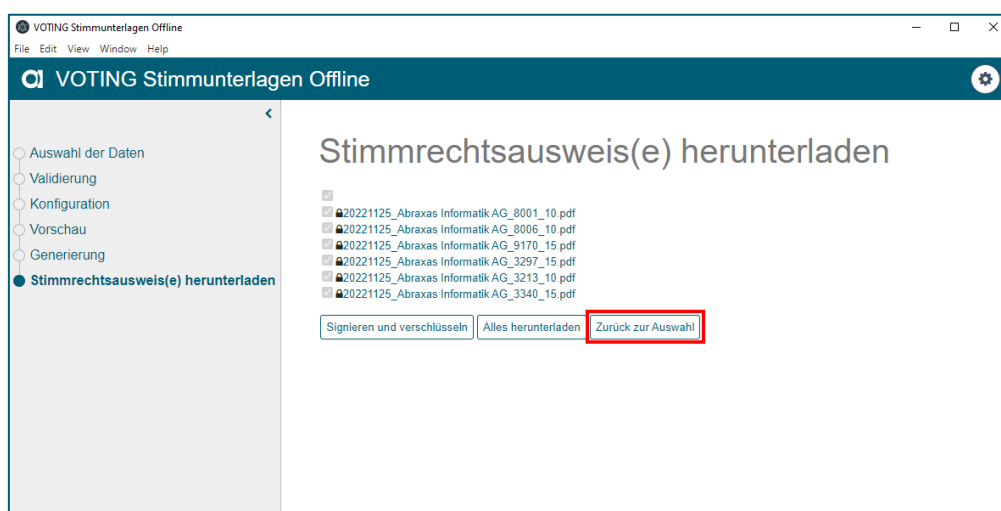 VOTING Stimmunterlagen Offline
File Edit View Window Help
VOTING Stimmunterlagen Offline
Auswahl der Daten
Validierung
Konfiguration
Vorschau
Generierung
Stimmrechtsausweis(e) herunterladen
Stimmrechtsausweis(e) herunterladen
20221125_Abraxas Informatik AG_8001_10.pdf
20221125_Abraxas Informatik AG_8006_10.pdf
20221125_Abraxas Informatik AG_9170_15.pdf
20221125_Abraxas Informatik AG_3297_15.pdf
20221125_Abraxas Informatik AG_3213_10.pdf
20221125_Abraxas Informatik AG_3340_15.pdf
Signieren und verschlüsseln Alles herunterladen Zurück zur Auswahl